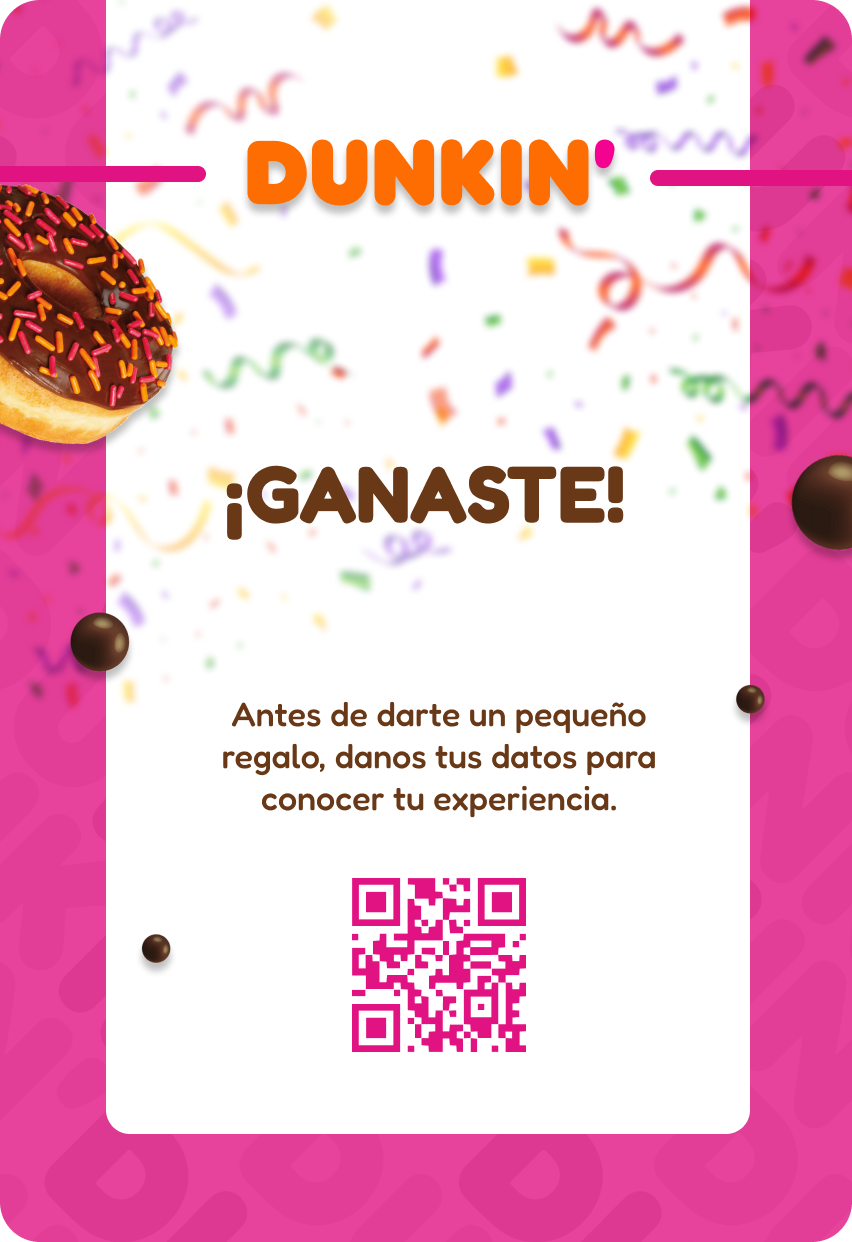 DUNKIN'
¡GANASTE!
Antes de darte un pequeño
regalo, danos tus datos para
conocer tu experiencia.